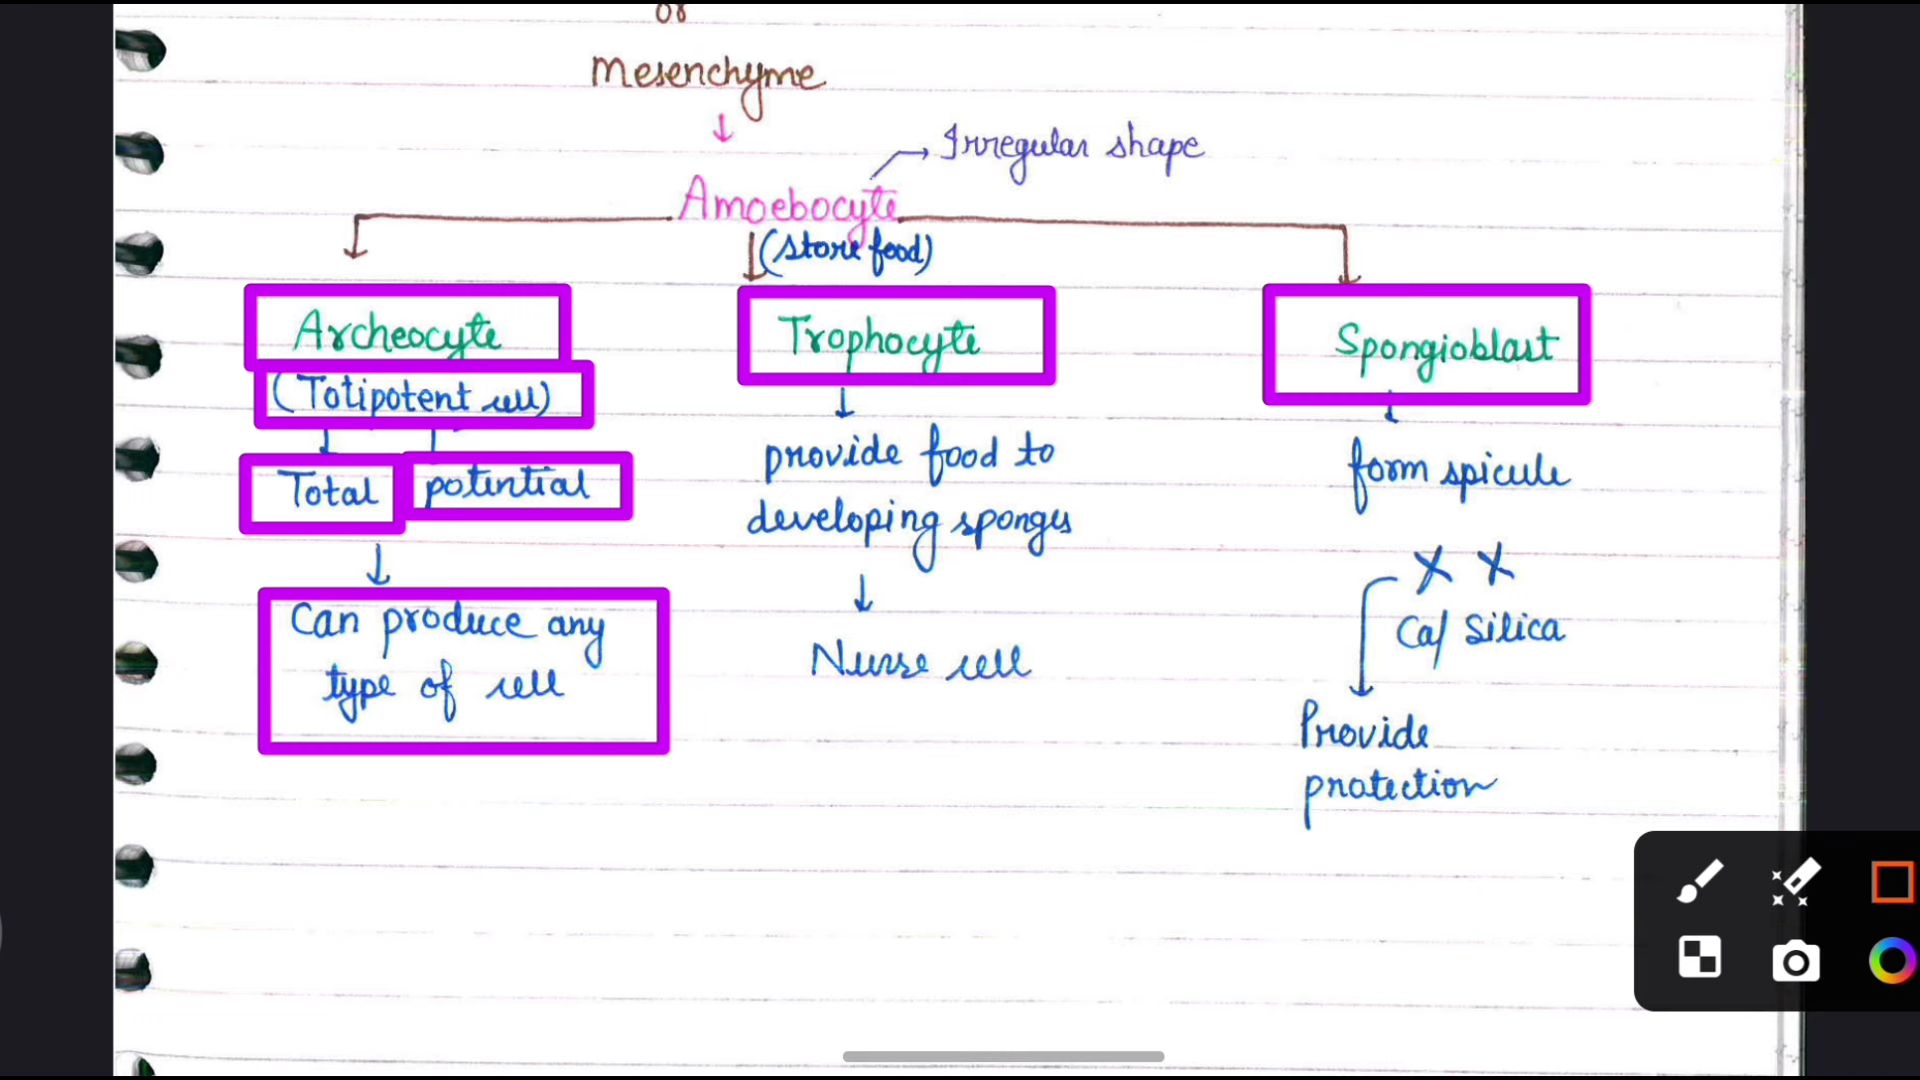 or
Mesenchyme
Irregular shape
Amoebocyte
(store food)
Archeocyte
(Totipotent cell)
Total potential
Can produce any
type of cell
Trophocyte
provide food to
developing sponges
Nurse cell
Spongioblast
form spicule
Ca/ Silica
Provide
protection